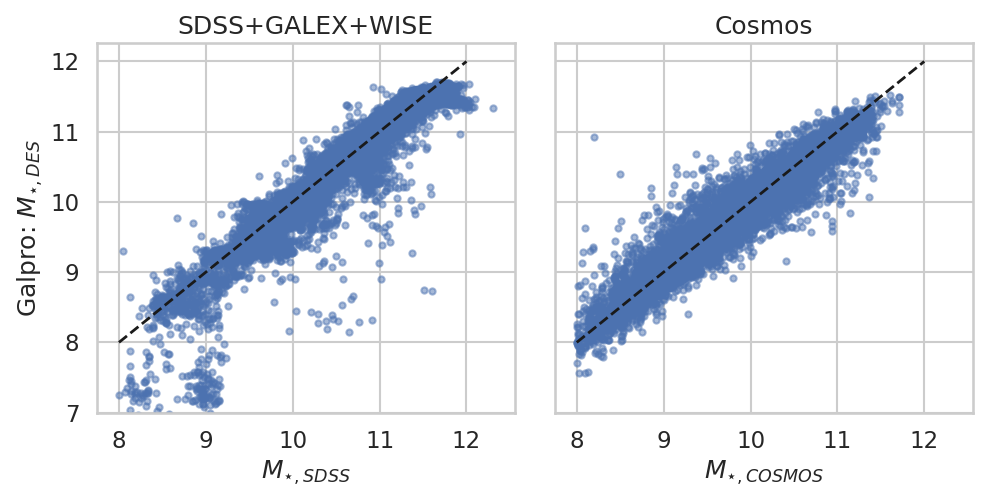 SDSS+GALEX+WISE
Cosmos
Galpro: M⋆,DES
12
11
10
9
8
7
8 9 10 11 12
8 9 10 11 12
M⋆,SDSS
M⋆,COSMOS